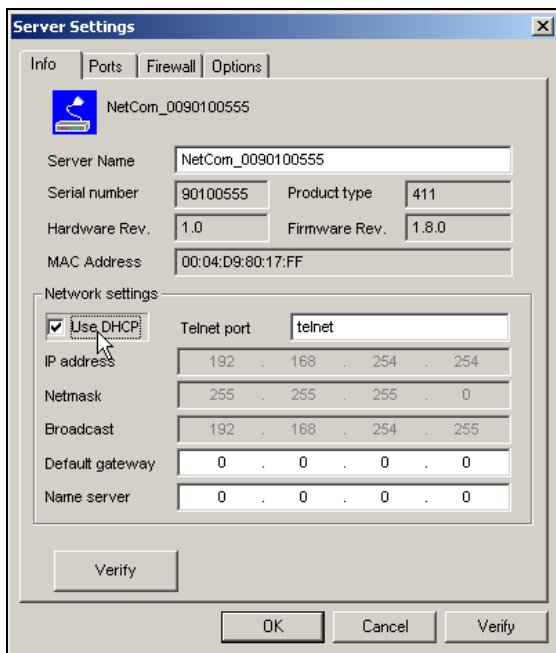 Server Settings
Info Ports Firewall Options
NetCom_0090100555
Server Name NetCom_0090100555
Serial number 90100555 Product type 411
Hardware Rev. 1.0 Firmware Rev. 1.8.0
MAC Address 00:04:D9:80:17:FF
Network settings
Use DHCP Telnet port telnet
IP address 192 . 168 . 254 . 254
Netmask 255 . 255 . 255 . 0
Broadcast 192 . 168 . 254 . 255
Default gateway 0 . 0 . 0 . 0
Name server 0 . 0 . 0 . 0
Verify
OK Cancel Verify